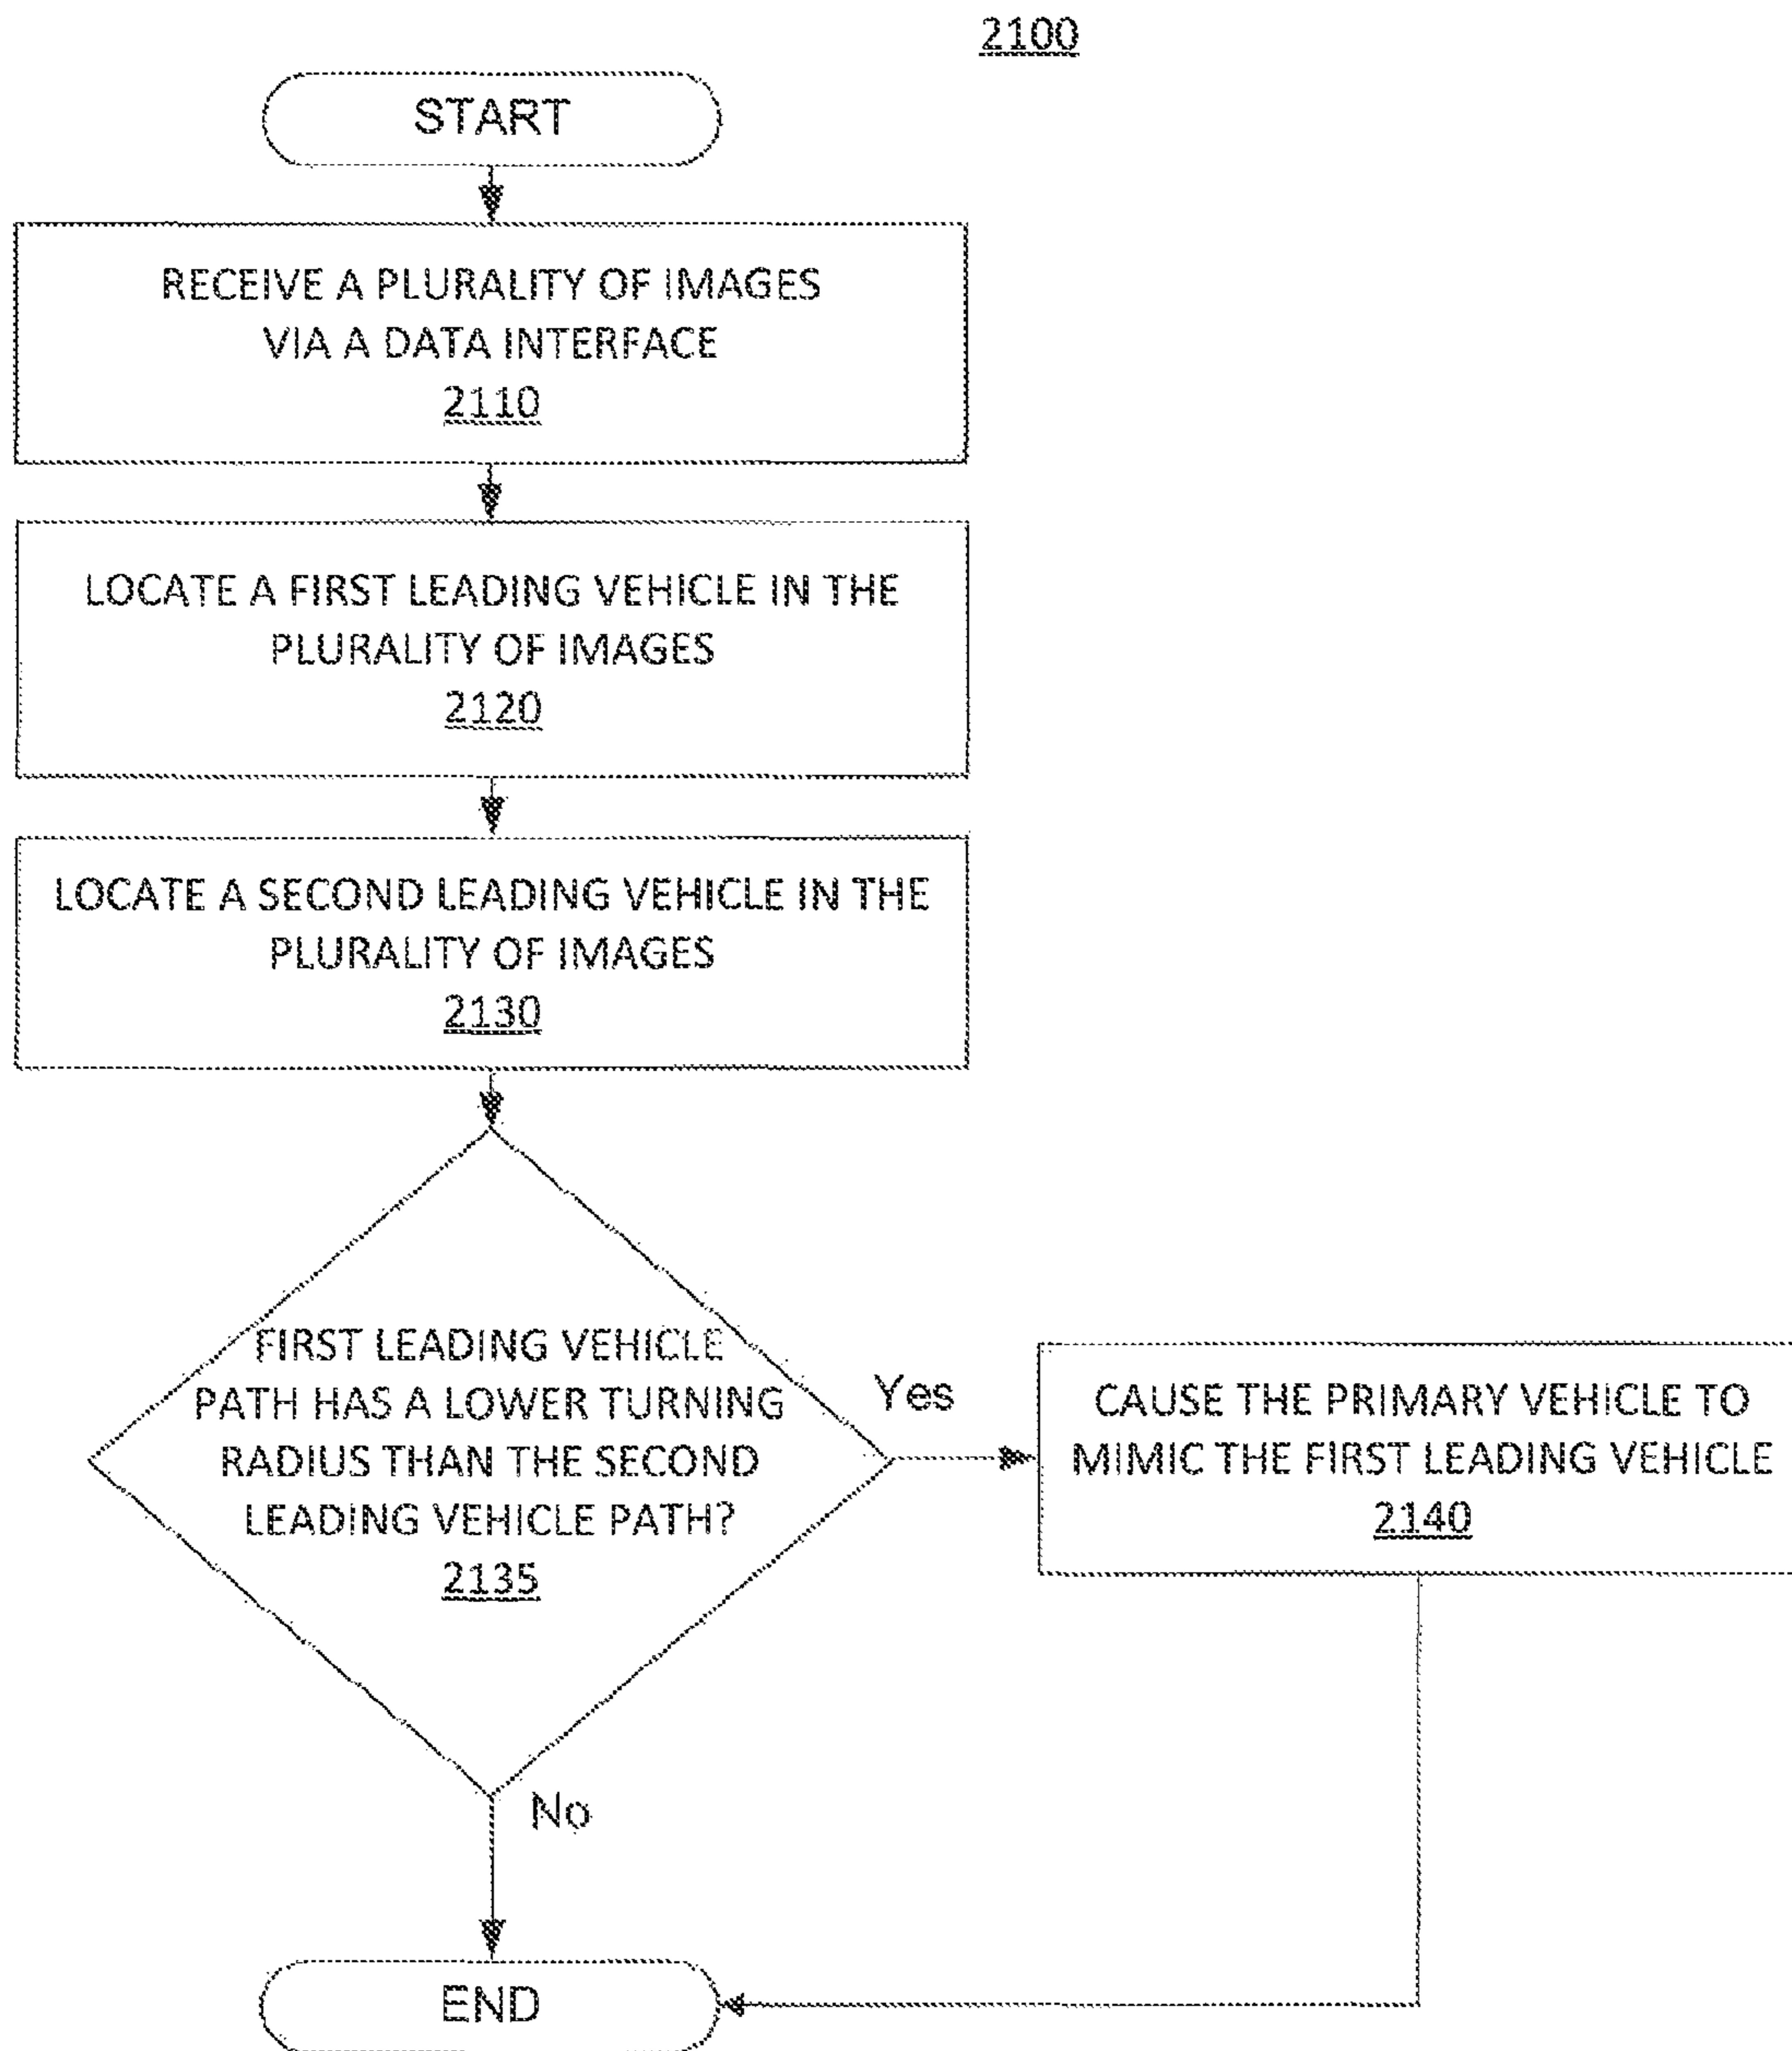 2100
START
RECEIVE A PLURALITY OF IMAGES
VIA A DATA INTERFACE
2110
LOCATE A FIRST LEADING VEHICLE IN THE
PLURALITY OF IMAGES
2120
LOCATE A SECOND LEADING VEHICLE IN THE
PLURALITY OF IMAGES
2130
FIRST LEADING VEHICLE
PATH HAS A LOWER TURNING
RADIUS THAN THE SECOND
LEADING VEHICLE PATH?
2135
Yes
CAUSE THE PRIMARY VEHICLE TO
MIMIC THE FIRST LEADING VEHICLE
2140
No
END